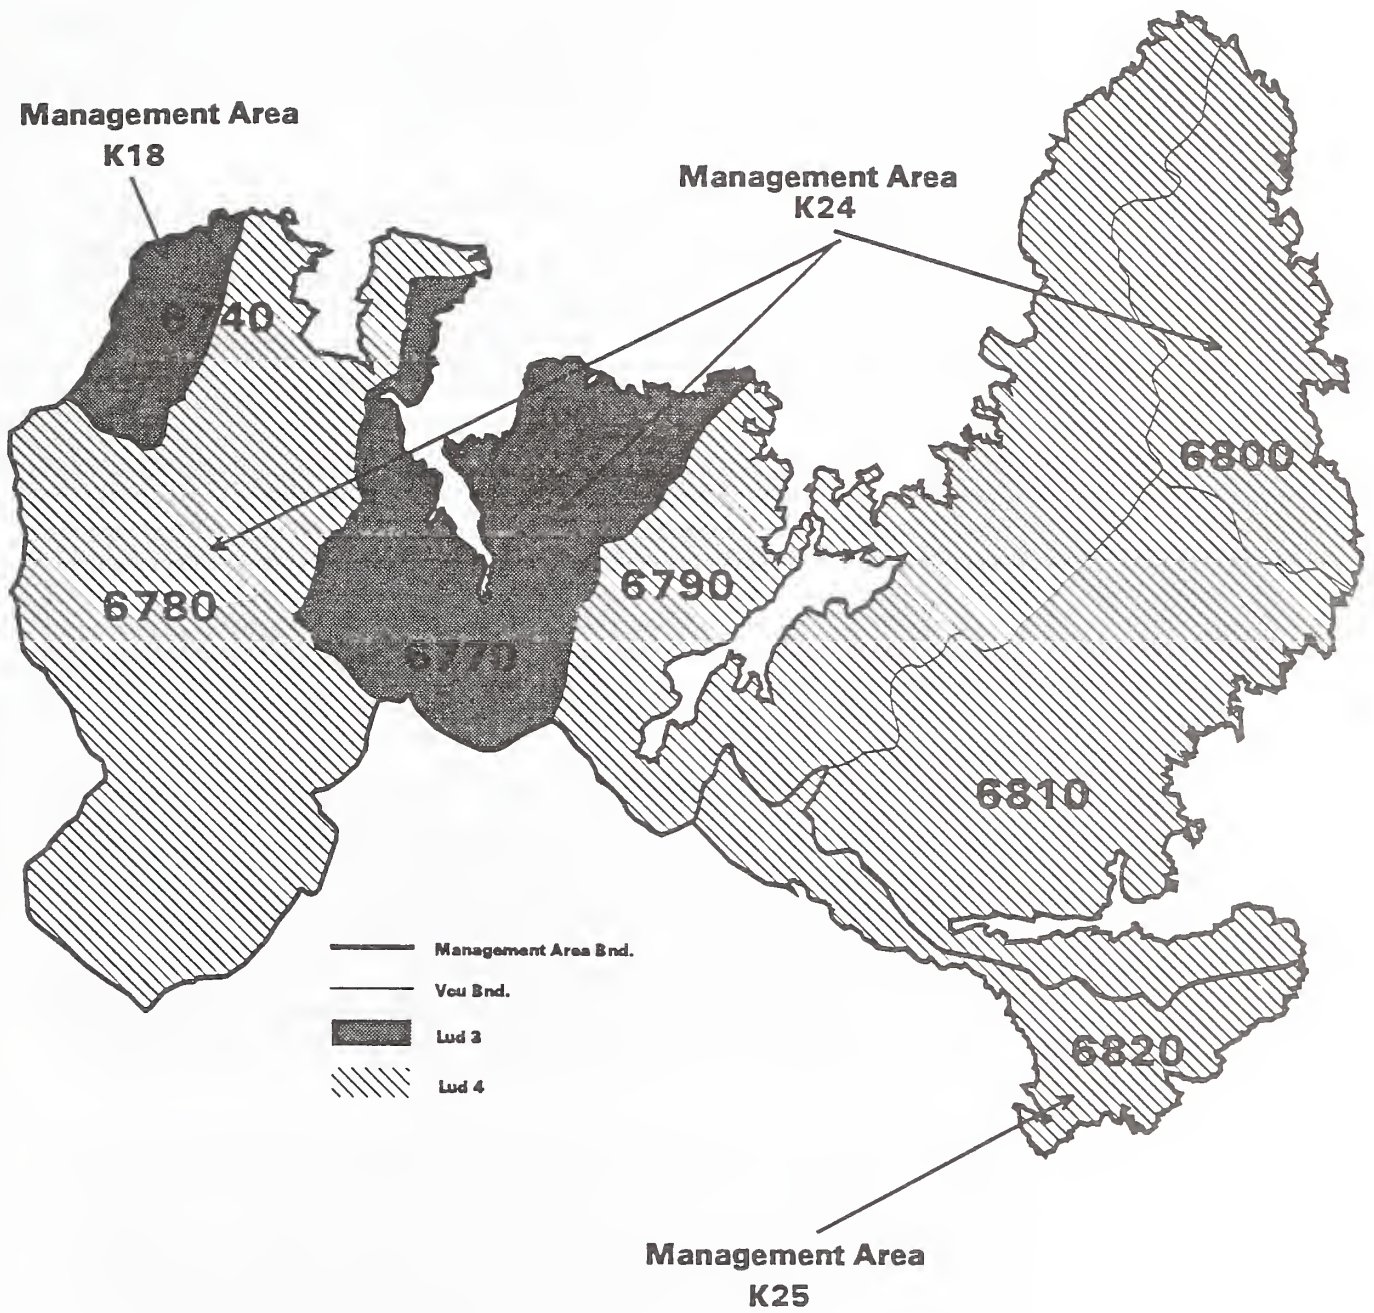 Management Area
K18
Management Area
K24
6740
6800
6790
6780
6770
6810
Management Area Bnd.
Vcu Bnd.
Lud 3
Lud 4
6820
Management Area
K25